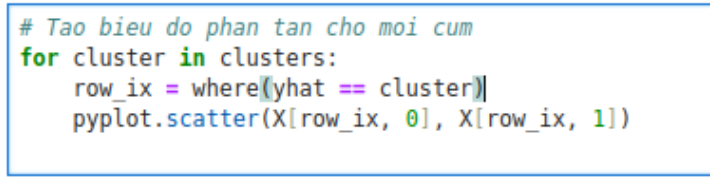 # Tao bieu do phan tan cho moi cum
for cluster in clusters:
    row_ix = where(yhat == cluster)
    pyplot.scatter(X[row_ix, 0], X[row_ix, 1])